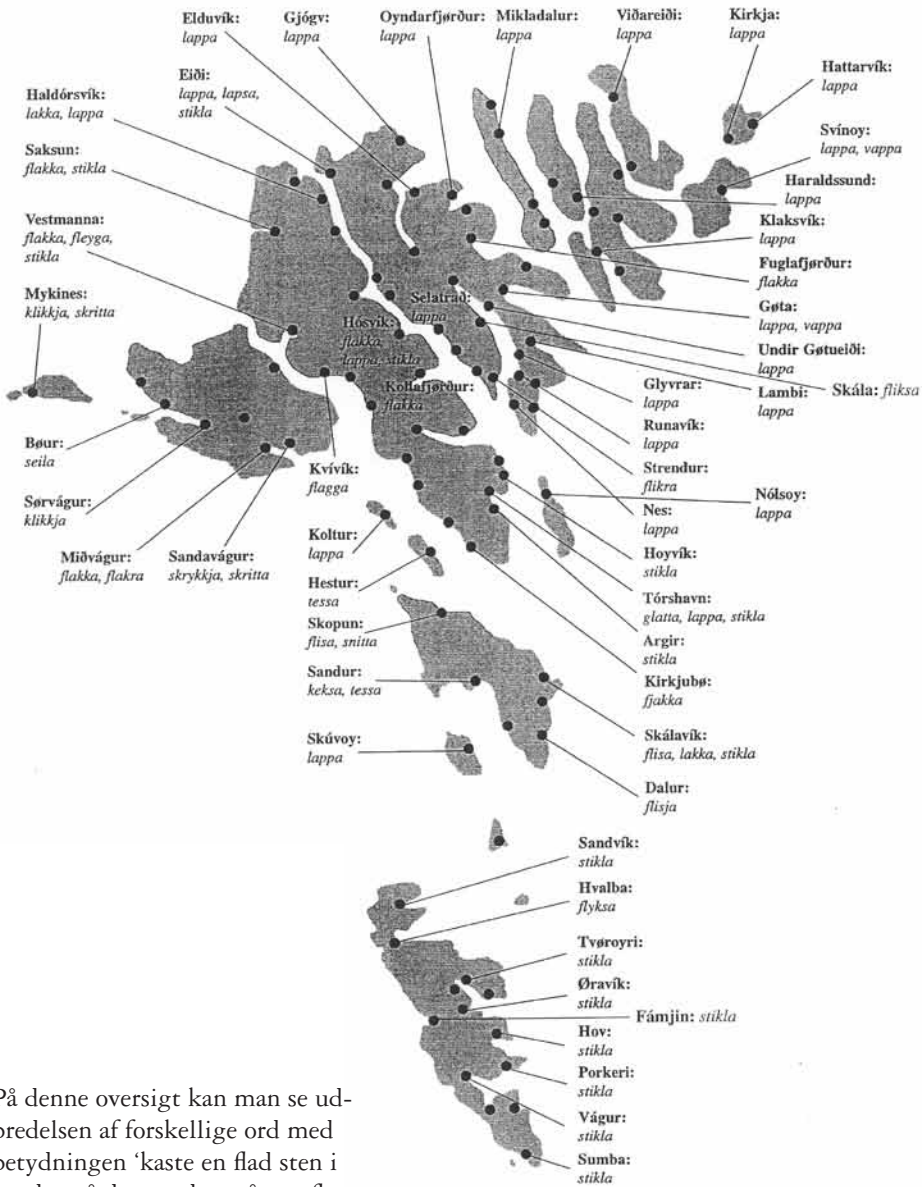 Elduvík:
lappa
Gjógv:
lappa
Oyndarfjørður:
lappa
Mikladalur:
lappa
Viðareiði:
lappa
Kirkja:
lappa
Hattarvík:
lappa
Eiði:
lappa, lapsa,
stikla
Haldórsvík:
lakka, lappa
Svínoy:
lappa, vappa
Saksun:
flakka, stikla
Haraldssund:
lappa
Vestmanna:
flakka, fleyga,
stikla
Klaksvík:
lappa
Fuglafjørður:
flakka
Mykines:
klikkja, skritta
Selatrað:
lappa
Gøta:
lappa, vappa
Hósvík:
flakka,
lappa, stikla
Undir Gøtueiði:
lappa
Kollafjørður:
flakka
Glyvrar:
lappa
Lambi:
lappa
Skála: fliksa
Runavík:
lappa
Bøur:
seila
Kvívík:
flagga
Strendur:
flikra
Sørvágur:
klikkja
Nes:
lappa
Nólsoy:
lappa
Miðvágur:
flakka, flakra
Sandavágur:
skrykkja, skritta
Koltur:
lappa
Hoyvík:
stikla
Hestur:
tessa
Tórshavn:
glatta, lappa, stikla
Skopun:
flisa, snitta
Argir:
stikla
Sandur:
keksa, tessa
Kirkjubø:
fjakka
Skúvoy:
lappa
Skálavík:
flisa, lakka, stikla
Dalur:
flisja
Sandvík:
stikla
Hvalba:
flyksa
Tvøroyri:
stikla
Øravík:
stikla
Fámjin: stikla
Hov:
stikla
Porkeri:
stikla
Vágur:
stikla
Sumba:
stikla
På denne oversigt kan man se ud-
bredelsen af forskellige ord med
betydningen ‘kaste en flad sten i